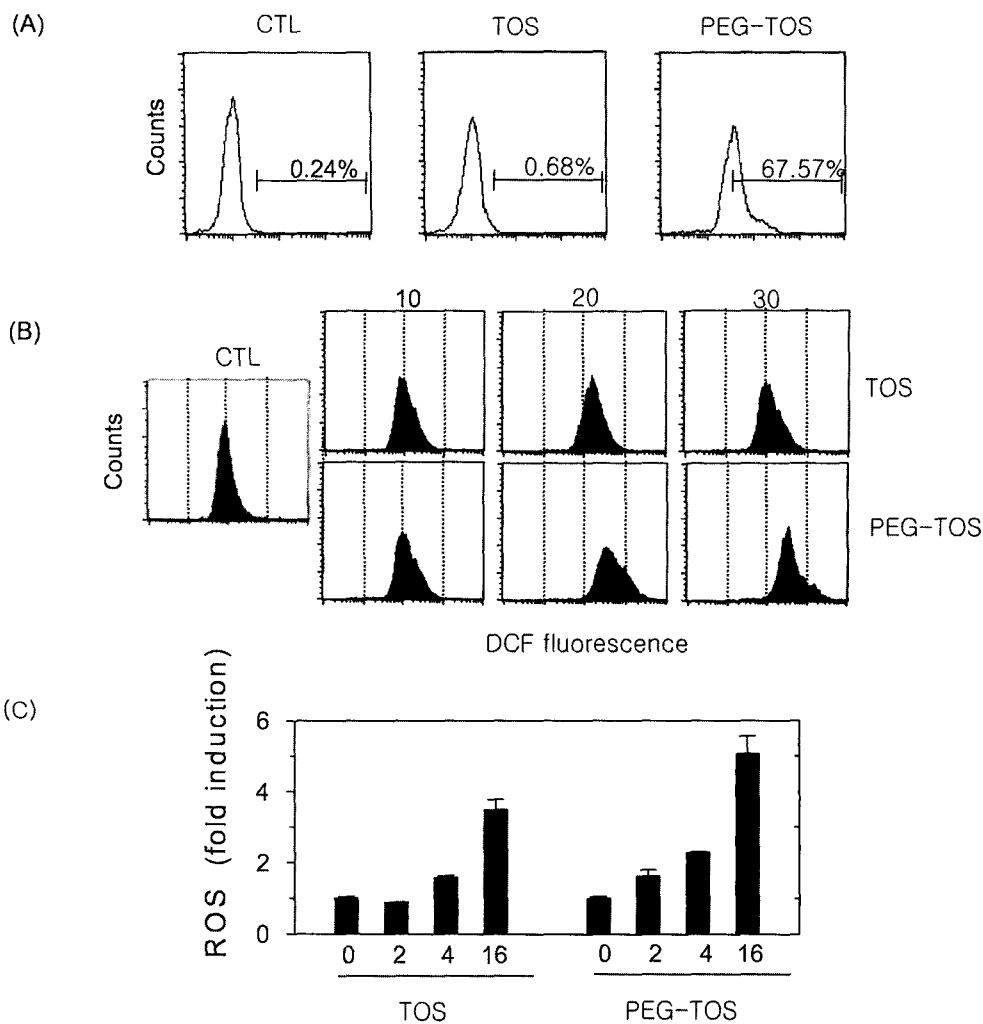 (A)
CTL TOS PEG-TOS
Counts
0.24% 0.68% 67.57%
(B)
10 20 30
CTL
Counts
TOS
PEG-TOS
DCF fluorescence
(C)
ROS (fold induction)
6
4
2
0
0 2 4 16 0 2 4 16
TOS PEG-TOS